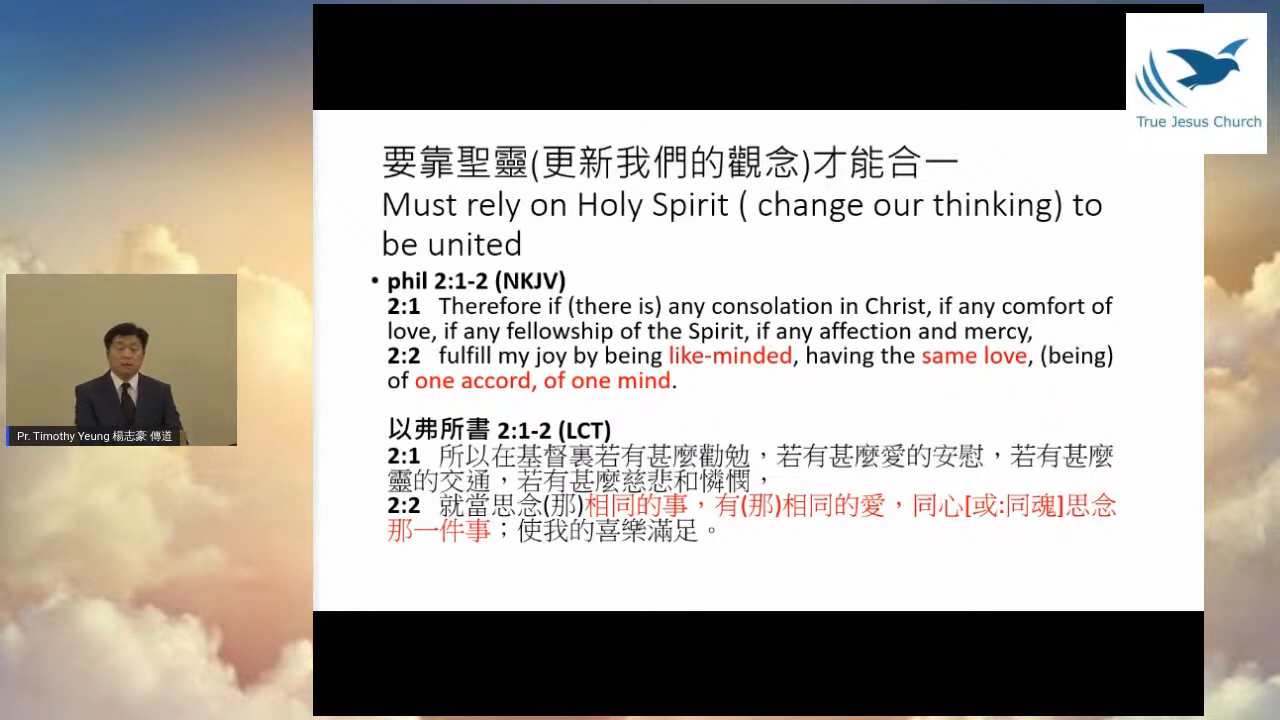 True Jesus Church
要靠聖靈(更新我們的觀念)才能合一
Must rely on Holy Spirit ( change our thinking) to
be united
• phil 2:1-2 (NKJV)
2:1 Therefore if (there is) any consolation in Christ, if any comfort of
love, if any fellowship of the Spirit, if any affection and mercy,
2:2 fulfill my joy by being like-minded, having the same love, (being)
of one accord, of one mind.
以弗所書 2:1-2 (LCT)
2:1 所以在基督裏若有甚麼勸勉，若有甚麼愛的安慰，若有甚麼
靈的交通，若有甚麼慈悲和憐憫，
2:2 就當思念(那)相同的事，有(那)相同的愛，同心[或:同魂]思念
那一件事；使我的喜樂滿足。
Pr. Timothy Yeung 楊志豪 傳道